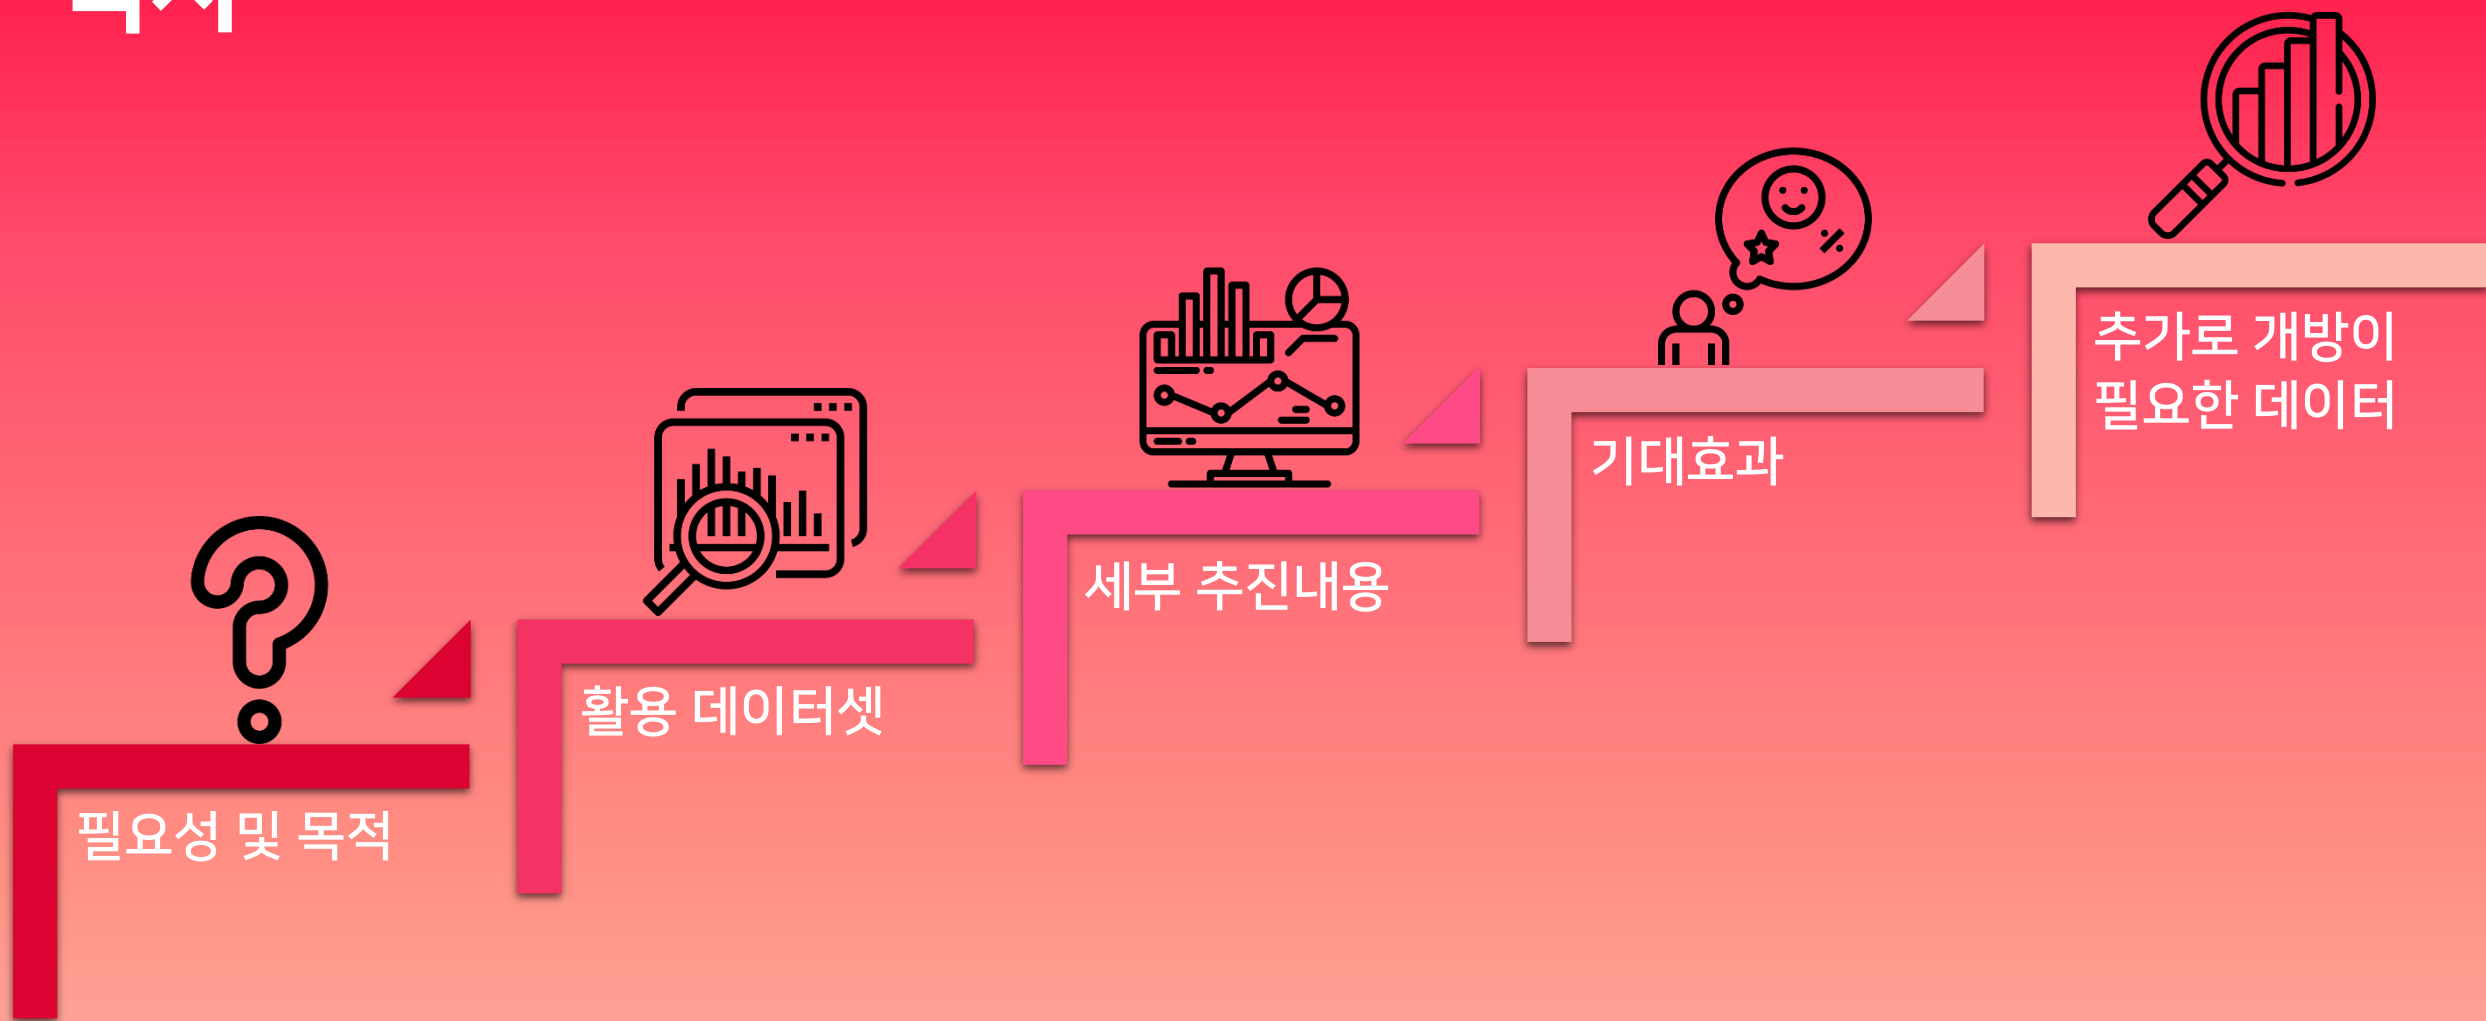 필요성 및 목적
활용 데이터셋
세부 추진내용
기대효과
추가로 개방이
필요한 데이터